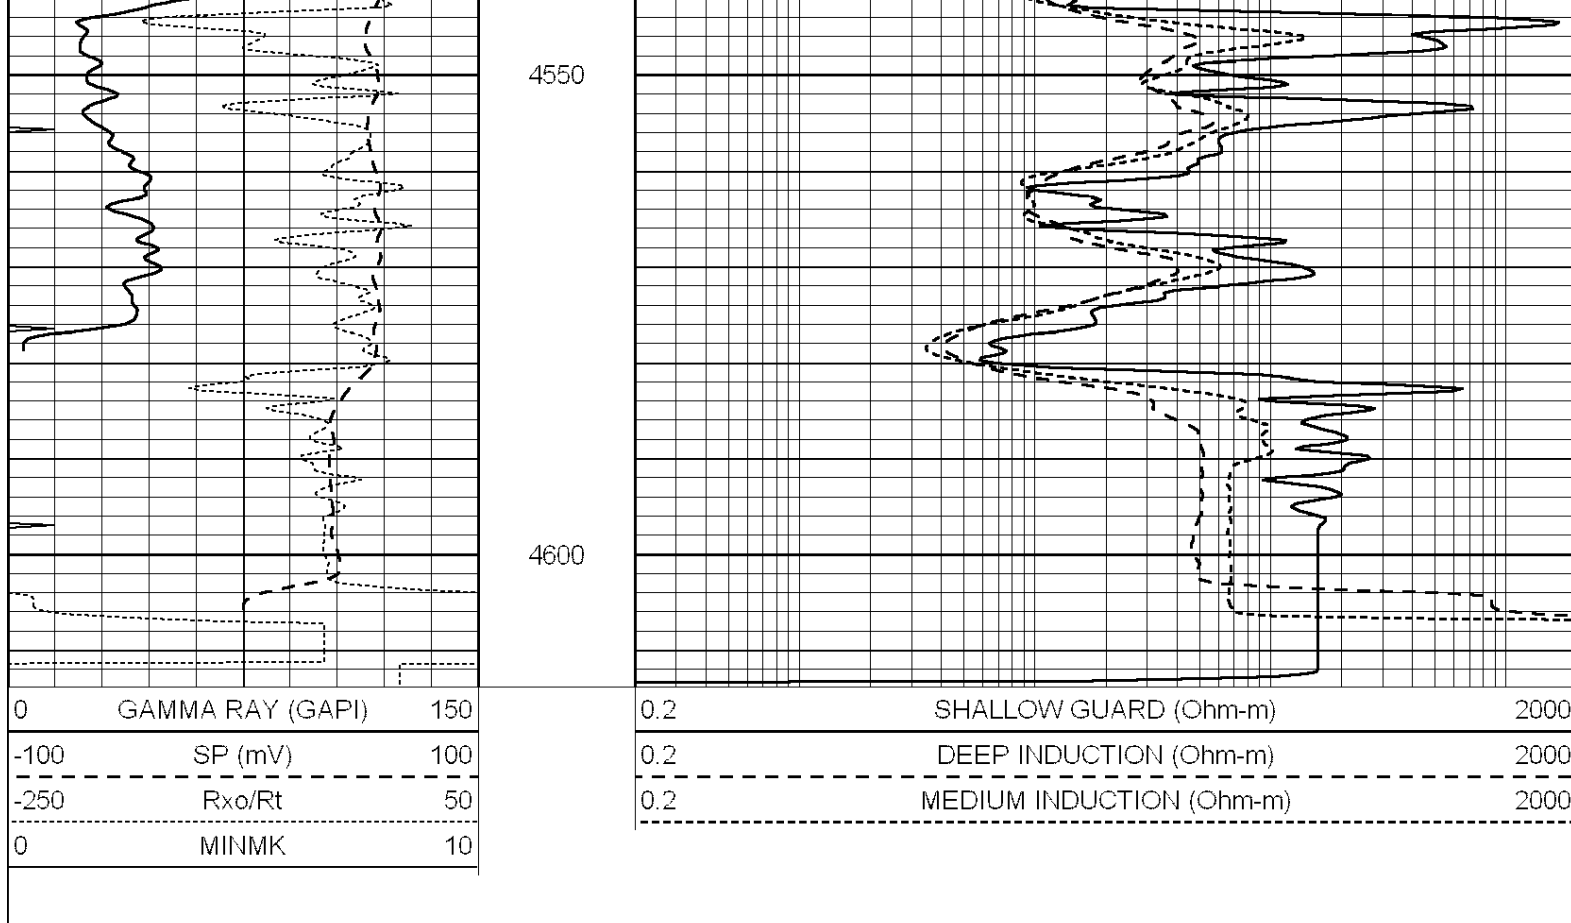 4550
4600
0 GAMMA RAY (GAPI) 150
-100 SP (mV) 100
-250 Rxo/Rt 50
0 MINMK 10
0.2 SHALLOW GUARD (Ohm-m) 2000
0.2 DEEP INDUCTION (Ohm-m) 2000
0.2 MEDIUM INDUCTION (Ohm-m) 2000